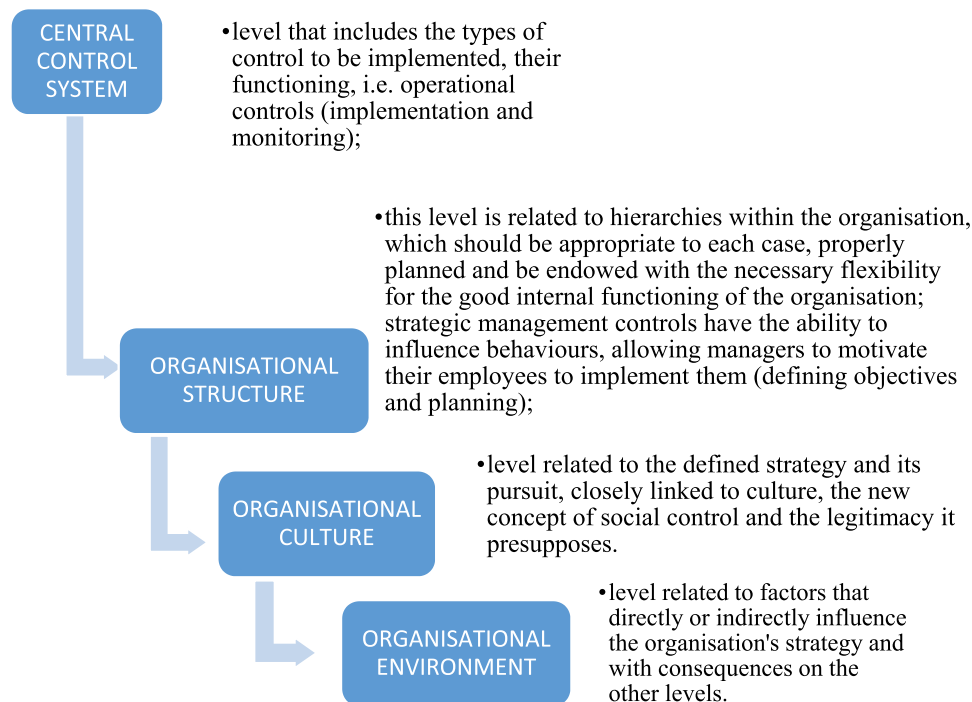 CENTRAL
CONTROL
SYSTEM
•level that includes the types of
control to be implemented, their
functioning, i.e. operational
controls (implementation and
monitoring);
•this level is related to hierarchies within the organisation,
which should be appropriate to each case, properly
planned and be endowed with the necessary flexibility
for the good internal functioning of the organisation;
strategic management controls have the ability to
influence behaviours, allowing managers to motivate
their employees to implement them (defining objectives
and planning);
ORGANISATIONAL
STRUCTURE
•level related to the defined strategy and its
pursuit, closely linked to culture, the new
concept of social control and the legitimacy it
presupposes.
ORGANISATIONAL
CULTURE
•level related to factors that
directly or indirectly influence
the organisation's strategy and
with consequences on the
other levels.
ORGANISATIONAL
ENVIRONMENT